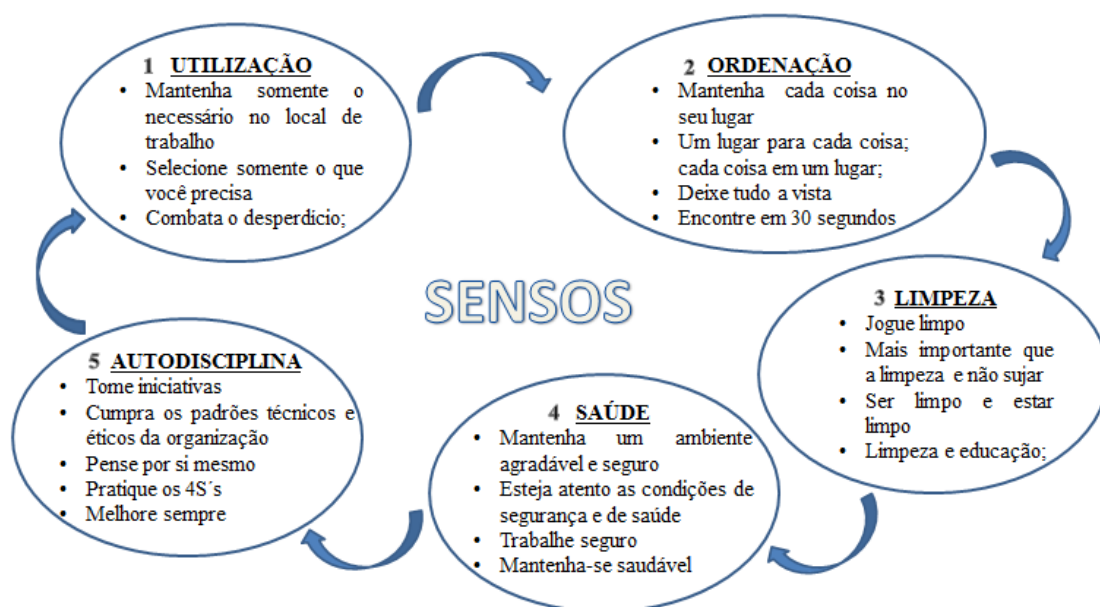 1 UTILIZAÇÃO
• Mantenha somente o
necessário no local de
trabalho
• Selecione somente o que
você precisa
• Combata o desperdicio;
2 ORDENAÇÃO
• Mantenha cada coisa no
seu lugar
• Um lugar para cada coisa;
cada coisa em um lugar;
• Deixe tudo a vista
• Encontre em 30 segundos
SENSOS
3 LIMPEZA
• Jogue limpo
• Mais importante que
a limpeza e não sujar
• Ser limpo e estar
limpo
• Limpeza e educação;
4 SAÚDE
• Mantenha um ambiente
agradável e seguro
• Esteja atento as condições de
segurança e de saúde
• Trabalhe seguro
• Mantenha-se saudável
5 AUTODISCIPLINA
• Tome iniciativas
• Cumpra os padrões técnicos e
éticos da organização
• Pense por si mesmo
• Pratique os 4S´s
• Melhore sempre